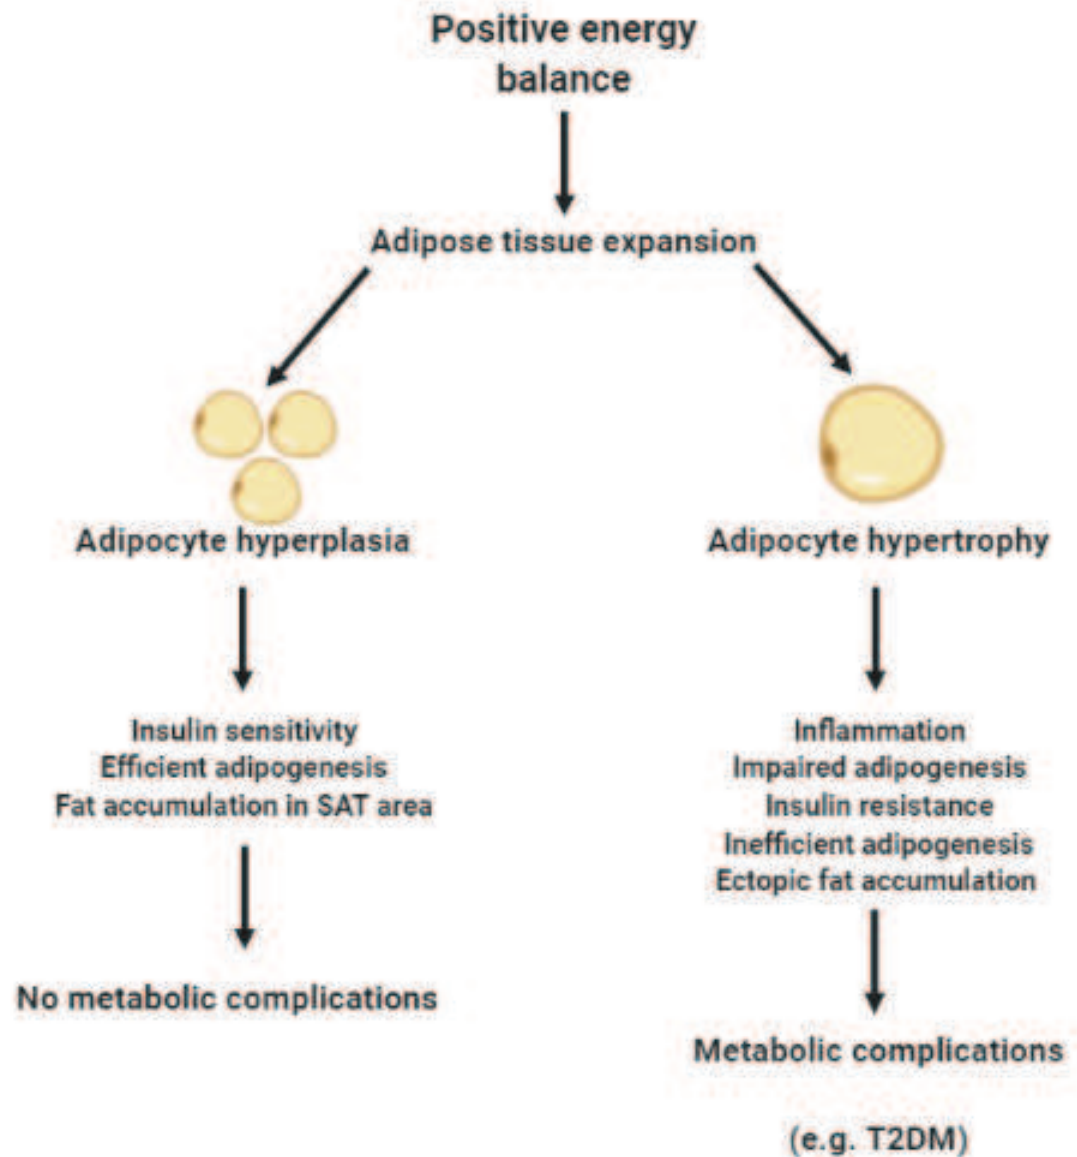 Positive energy
balance
Adipose tissue expansion
Adipocyte hyperplasia
Adipocyte hypertrophy
Insulin sensitivity
Efficient adipogenesis
Fat accumulation in SAT area
No metabolic complications
Inflammation
Impaired adipogenesis
Insulin resistance
Inefficient adipogenesis
Ectopic fat accumulation
Metabolic complications
(e.g. T2DM)